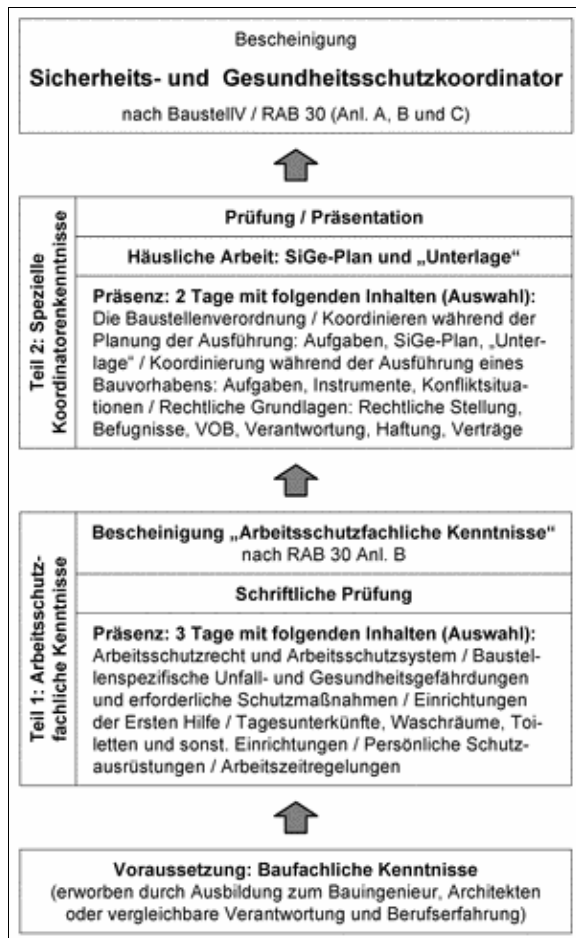 Bescheinigung
Sicherheits- und Gesundheitsschutzkoordinator
nach BaustellV / RAB 30 (Anl. A, B und C)
Teil 2: Spezielle
Koordinatorenkenntnisse
Prüfung / Präsentation
Häusliche Arbeit: SiGe-Plan und „Unterlage“
Präsenz: 2 Tage mit folgenden Inhalten (Auswahl):
Die Baustellenverordnung / Koordinieren während der
Planung der Ausführung: Aufgaben, SiGe-Plan, „Unter-
lage“ / Koordinierung während der Ausführung eines
Bauvorhabens: Aufgaben, Instrumente, Konfliktsitua-
tionen / Rechtliche Grundlagen: Rechtliche Stellung,
Befugnisse, VOB, Verantwortung, Haftung, Verträge
Teil 1: Arbeitsschutz-
fachliche Kenntnisse
Bescheinigung „Arbeitsschutzfachliche Kenntnisse“
nach RAB 30 Anl. B
Schriftliche Prüfung
Präsenz: 3 Tage mit folgenden Inhalten (Auswahl):
Arbeitsschutzrecht und Arbeitsschutzsystem / Baustel-
lenspezifische Unfall- und Gesundheitsgefährdungen
und erforderliche Schutzmaßnahmen / Einrichtungen
der Ersten Hilfe / Tagesunterkünfte, Waschräume, Toi-
letten und sonst. Einrichtungen / Persönliche Schutz-
ausrüstungen / Arbeitszeitregelungen
Voraussetzung: Baufachliche Kenntnisse
(erworben durch Ausbildung zum Bauingenieur, Architekten
oder vergleichbare Verantwortung und Berufserfahrung)